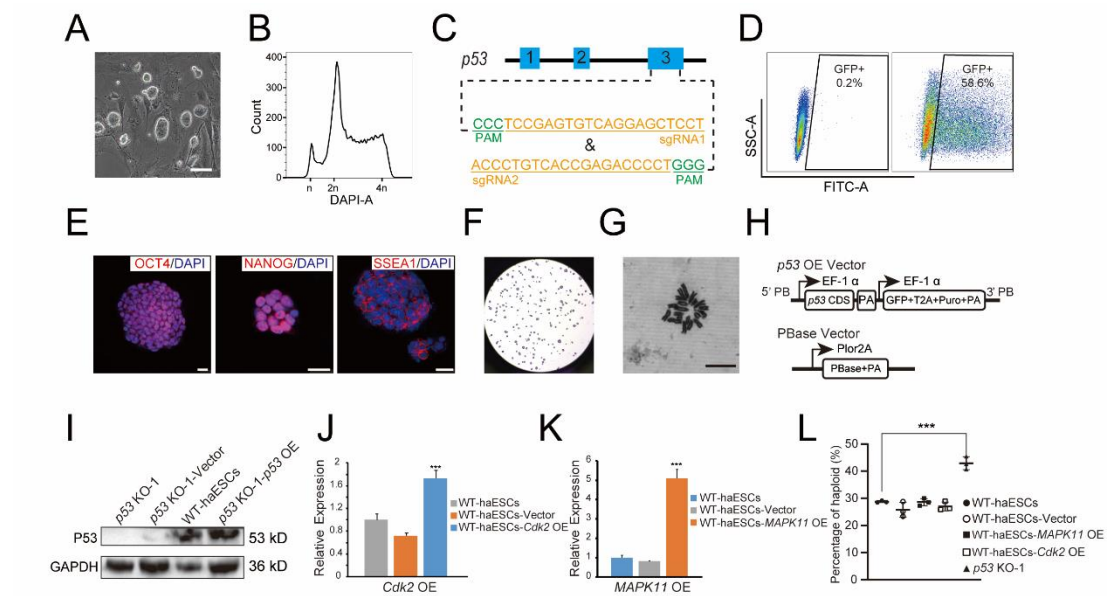 A
B
C
D
400
300
200
100
0
Count
n 2n 4n
DAPI-A
p53
1 2 3
CCCTCCGAGTGTCAGGAGCTCCT
PAM sgRNA1
&
ACCCTGTCACCGAGACCCCTGGG
sgRNA2 PAM
GFP+
0.2%
GFP+
58.6%
SSC-A
FITC-A
E
F
G
H
OCT4/DAPI
NANOG/DAPI
SSEA1/DAPI
p53 OE Vector
EF-1 α EF-1 α
5' PB 3' PB
p53 CDS PA GFP+T2A+Puro+PA
PBase Vector
Plor2A
PBase+PA
I
J
K
L
p53 KO-1
p53 KO-1-Vector
WT-haESCs
p53 KO-1-p53 OE
P53 53 kD
GAPDH 36 kD
Relative Expression
2
1.6
1.2
0.8
0.4
0
***
WT-haESCs
WT-haESCs-Vector
WT-haESCs-Cdk2 OE
Cdk2 OE
Relative Expression
6
5
4
3
2
1
0
***
WT-haESCs
WT-haESCs-Vector
WT-haESCs-MAPK11 OE
MAPK11 OE
Percentage of haploid (%)
50
40
30
20
10
0
***
WT-haESCs
WT-haESCs-Vector
WT-haESCs-MAPK11 OE
WT-haESCs-Cdk2 OE
p53 KO-1